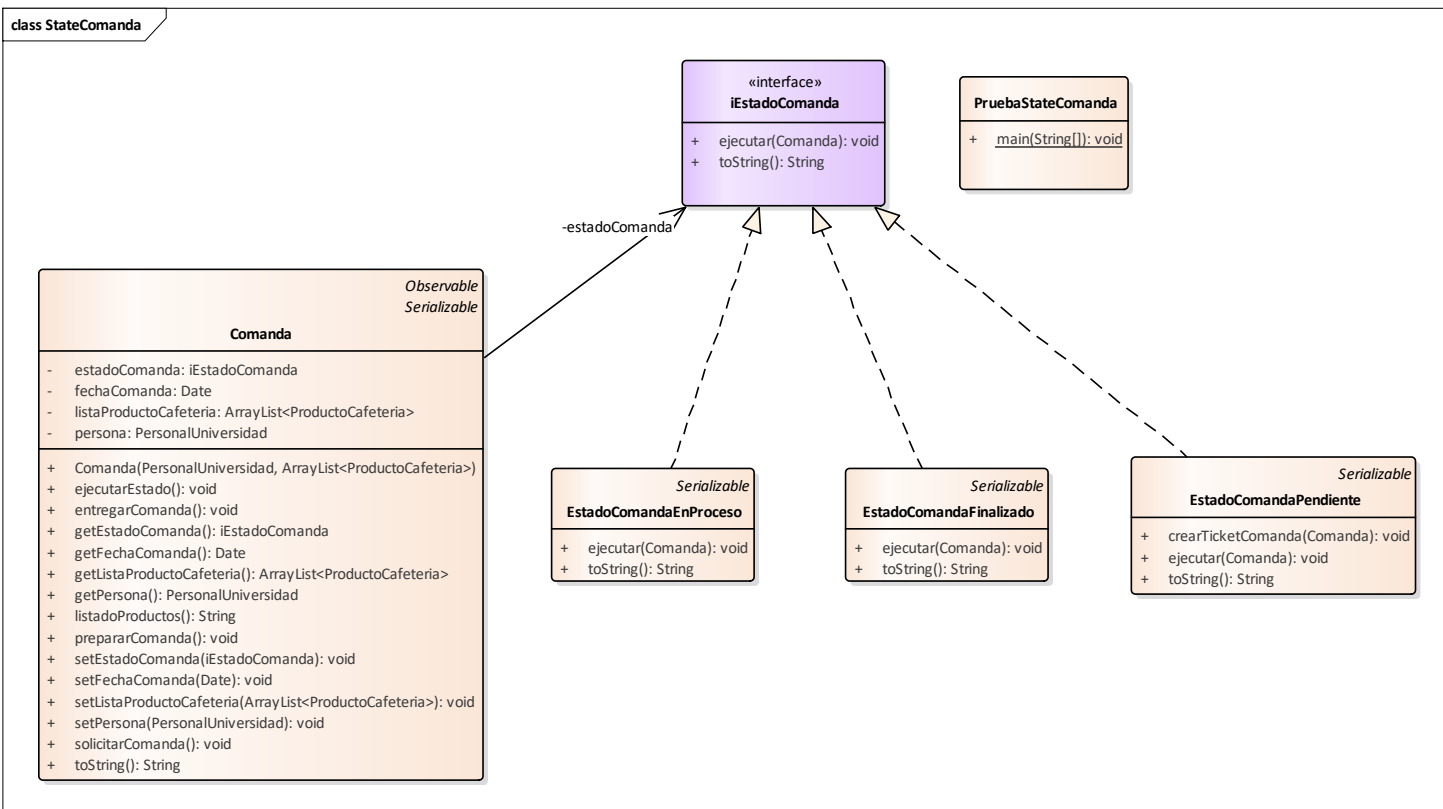 class StateComanda
«interface»
iEstadoComanda
+ ejecutar(Comanda): void
+ toString(): String
PruebaStateComanda
+ main(String[]): void
-estadoComanda
Observable
Serializable
Comanda
- estadoComanda: iEstadoComanda
- fechaComanda: Date
- listaProductoCafeteria: ArrayList<ProductoCafeteria>
- persona: PersonalUniversidad
+ Comanda(PersonalUniversidad, ArrayList<ProductoCafeteria>)
+ ejecutarEstado(): void
+ entregarComanda(): void
+ getEstadoComanda(): iEstadoComanda
+ getFechaComanda(): Date
+ getListaProductoCafeteria(): ArrayList<ProductoCafeteria>
+ getPersona(): PersonalUniversidad
+ listadoProductos(): String
+ prepararComanda(): void
+ setEstadoComanda(iEstadoComanda): void
+ setFechaComanda(Date): void
+ setListaProductoCafeteria(ArrayList<ProductoCafeteria>): void
+ setPersona(PersonalUniversidad): void
+ solicitarComanda(): void
+ toString(): String
Serializable
EstadoComandaEnProceso
+ ejecutar(Comanda): void
+ toString(): String
Serializable
EstadoComandaFinalizado
+ ejecutar(Comanda): void
+ toString(): String
Serializable
EstadoComandaPendiente
+ crearTicketComanda(Comanda): void
+ ejecutar(Comanda): void
+ toString(): String